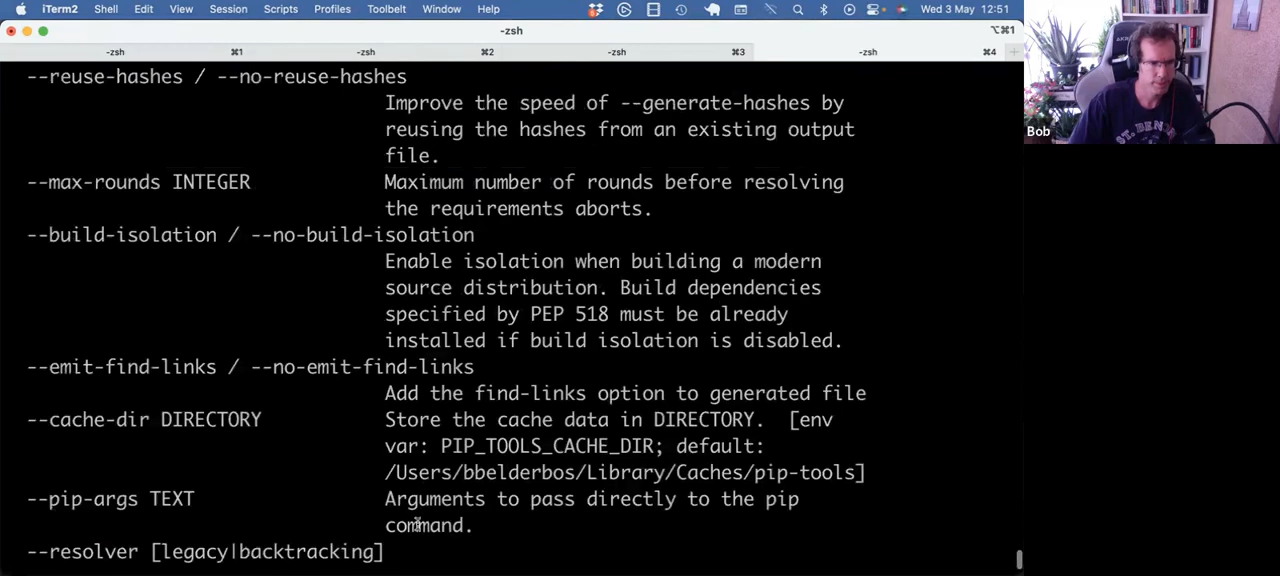 iTerm2 Shell Edit View Session Scripts Profiles Toolbelt Window Help Wed 3 May 12:51
-zsh ⌥⌘1
-zsh ⌘1 -zsh ⌘2 -zsh ⌘3 -zsh ⌘4
--reuse-hashes / --no-reuse-hashes
Improve the speed of --generate-hashes by
reusing the hashes from an existing output
file.
--max-rounds INTEGER Maximum number of rounds before resolving
the requirements aborts.
--build-isolation / --no-build-isolation
Enable isolation when building a modern
source distribution. Build dependencies
specified by PEP 518 must be already
installed if build isolation is disabled.
--emit-find-links / --no-emit-find-links
Add the find-links option to generated file
--cache-dir DIRECTORY Store the cache data in DIRECTORY. [env
var: PIP_TOOLS_CACHE_DIR; default:
/Users/bbelderbos/Library/Caches/pip-tools]
--pip-args TEXT Arguments to pass directly to the pip
command.
--resolver [legacy|backtracking]
Bob